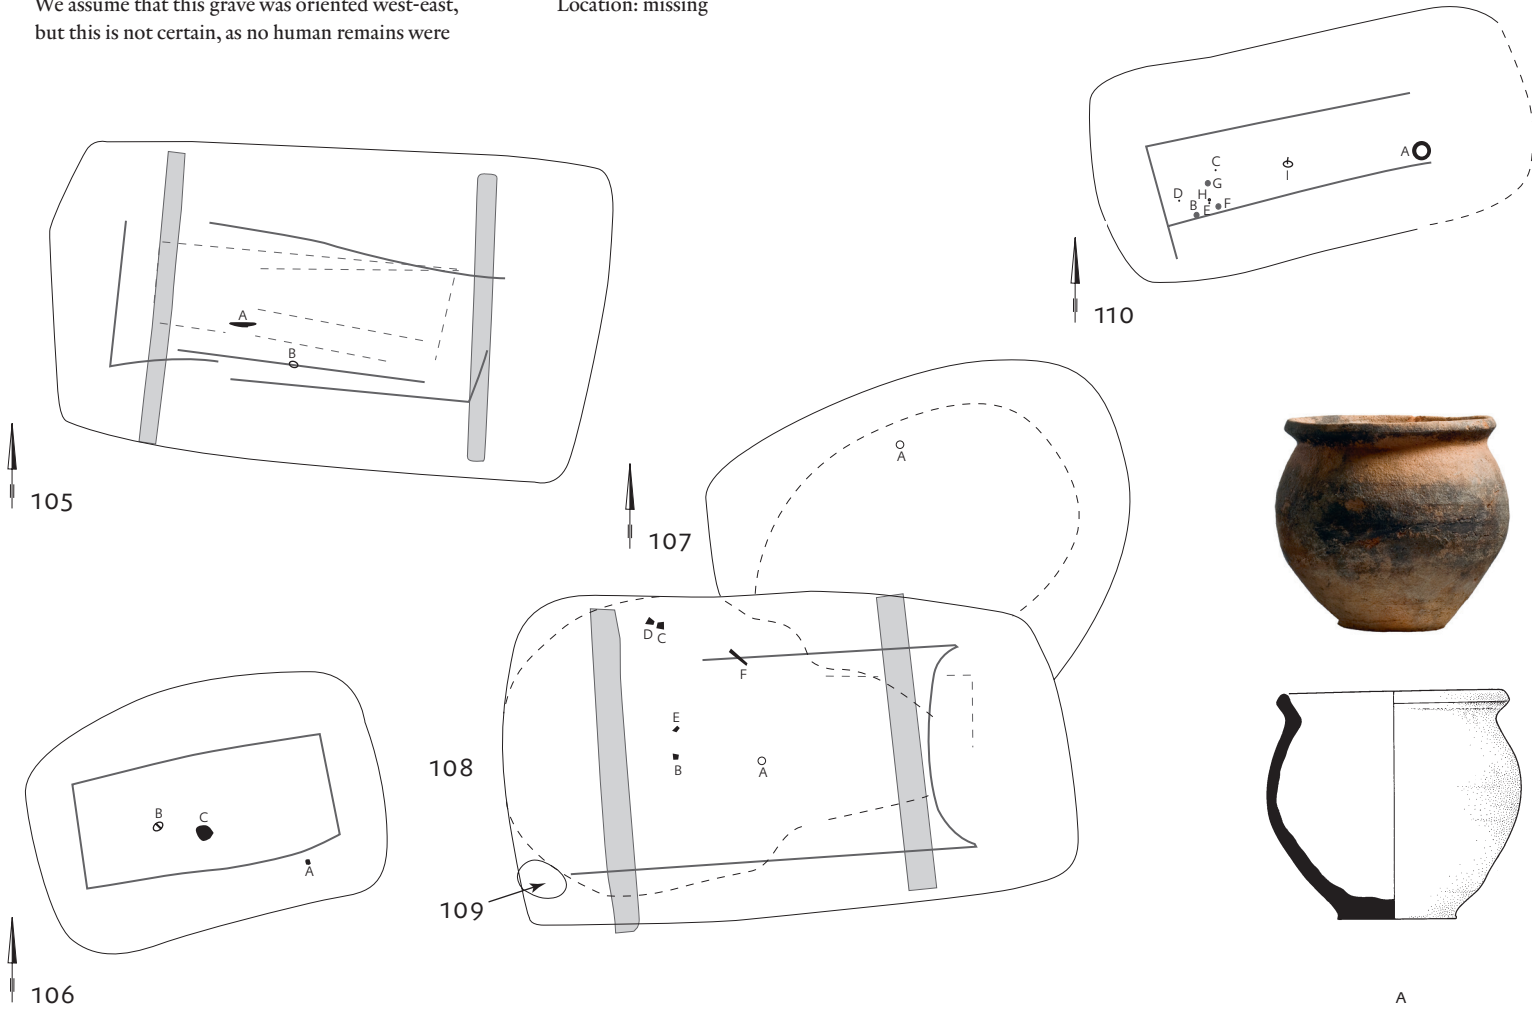 We assume that this grave was oriented west-east,
but this is not certain, as no human remains were
Location: missing
A
B
105
C
G
D
H
B
E
F
A
110
A
107
D C
F
E
B
A
108
109
B
C
A
106
A